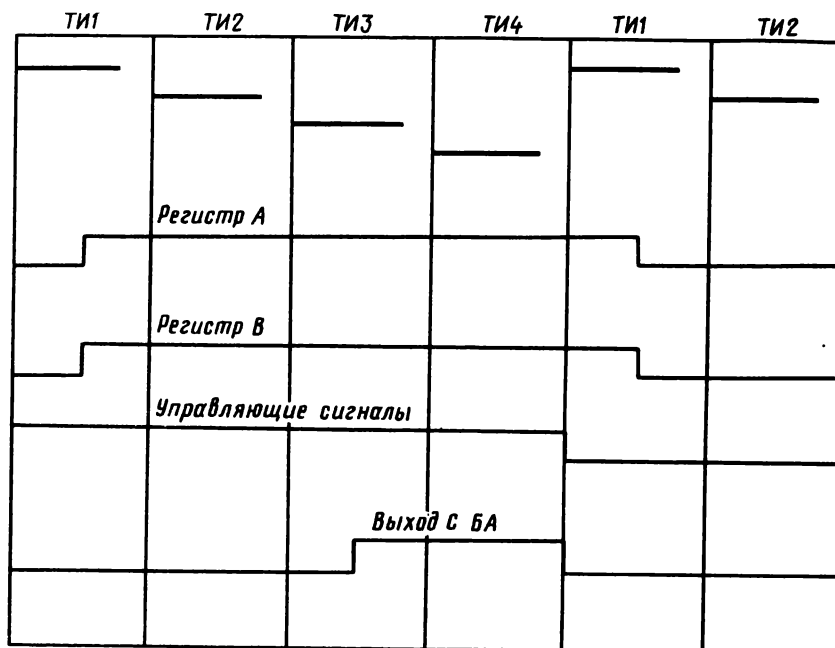 ТИ1 ТИ2 ТИ3 ТИ4 ТИ1 ТИ2
Регистр А
Регистр В
Управляющие сигналы
Выход С БА